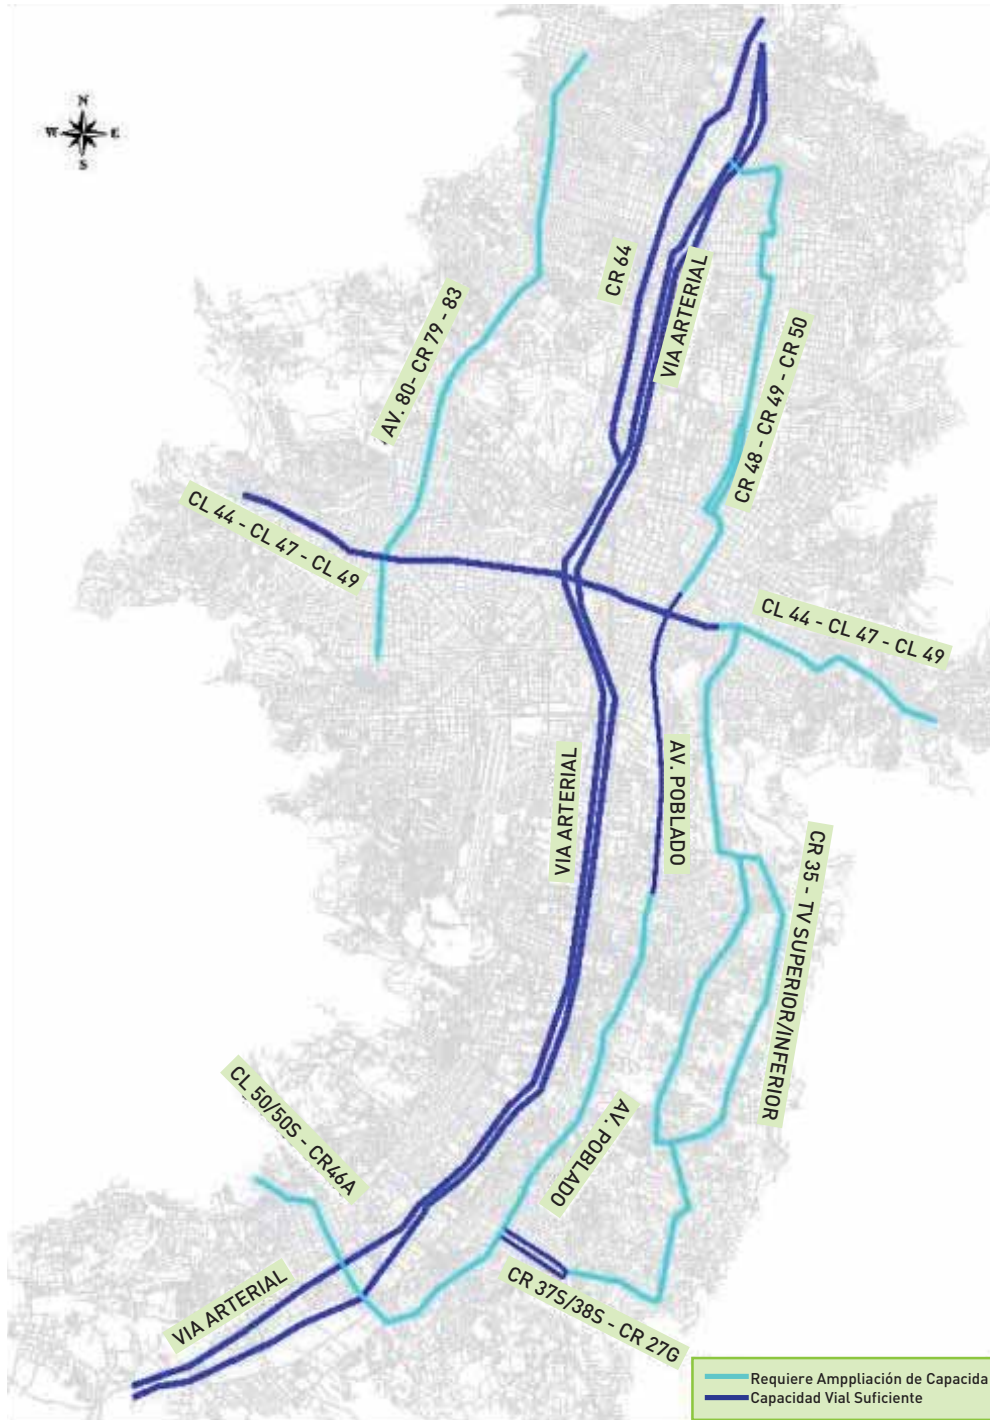 N
W E
S
CR 64
VIA ARTERIAL
AV. 80- CR 79 - 83
CR 48 - CR 49 - CR 50
CL 44 - CL 47 - CL 49
CL 44 - CL 47 - CL 49
VIA ARTERIAL
AV. POBLADO
CR 35 - TV SUPERIOR/INFERIOR
CL 50/50S - CR46A
AV. POBLADO
VIA ARTERIAL
CR 37S/38S - CR 27G
Requiere Amppliación de Capacida
Capacidad Vial Suficiente